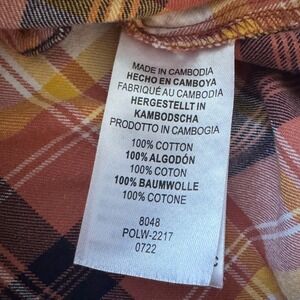 MADE IN CAMBODIA
HECHO EN CAMBOYA
FABRIQUÉ AU CAMBODIA
HERGESTELLT IN
KAMBODSCHA
PRODOTTO IN CAMBOGIA
100% COTTON
100% ALGODÓN
100% COTON
100% BAUMWOLLE
100% COTONE
8048
POLW-2217
0722